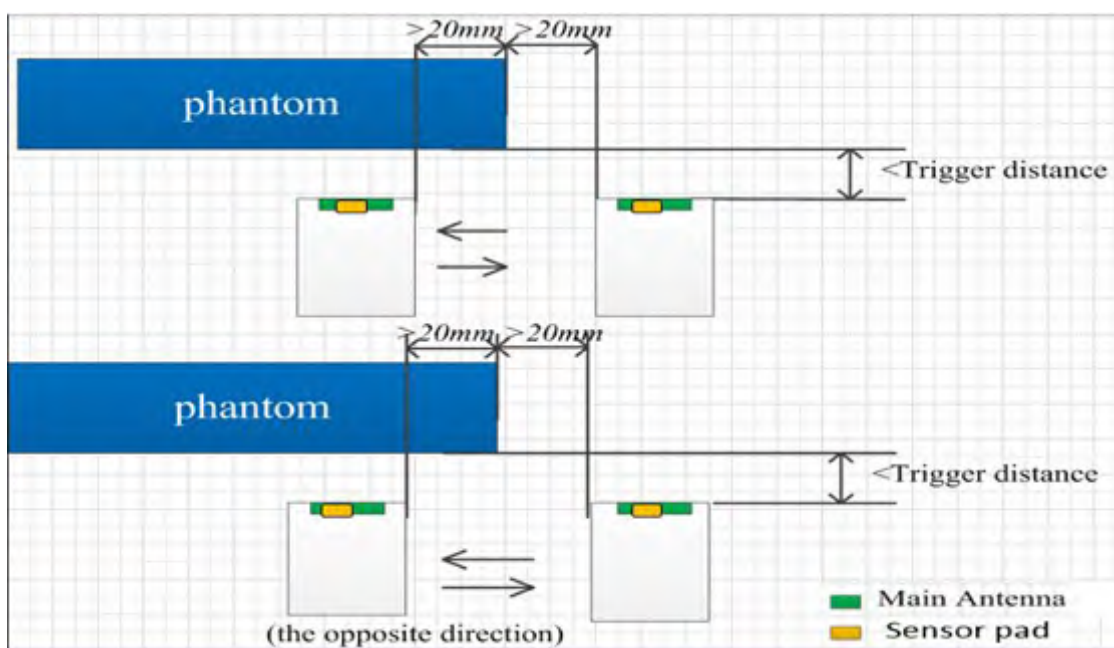 >20mm >20mm
phantom
<Trigger distance
>20mm >20mm
phantom
<Trigger distance
(the opposite direction)
Main Antenna
Sensor pad